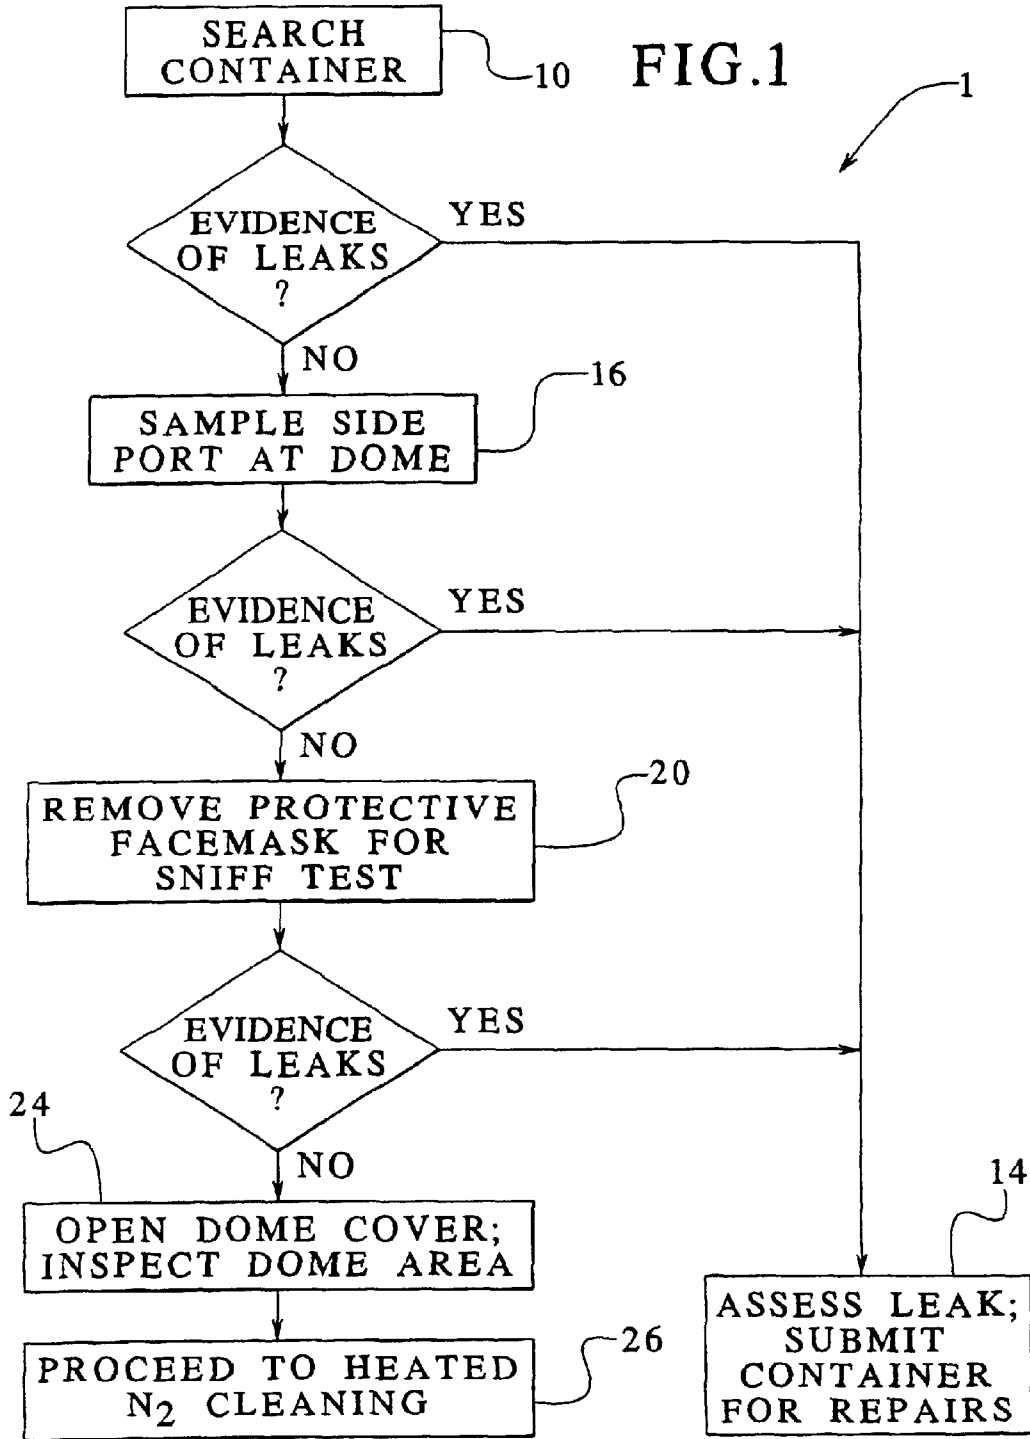 SEARCH
CONTAINER
10
FIG.1
1
EVIDENCE
OF LEAKS
?
YES
NO
16
SAMPLE SIDE
PORT AT DOME
EVIDENCE
OF LEAKS
?
YES
NO
20
REMOVE PROTECTIVE
FACEMASK FOR
SNIFF TEST
EVIDENCE
OF LEAKS
?
YES
NO
24
OPEN DOME COVER;
INSPECT DOME AREA
14
ASSESS LEAK;
SUBMIT
CONTAINER
FOR REPAIRS
26
PROCEED TO HEATED
N2 CLEANING